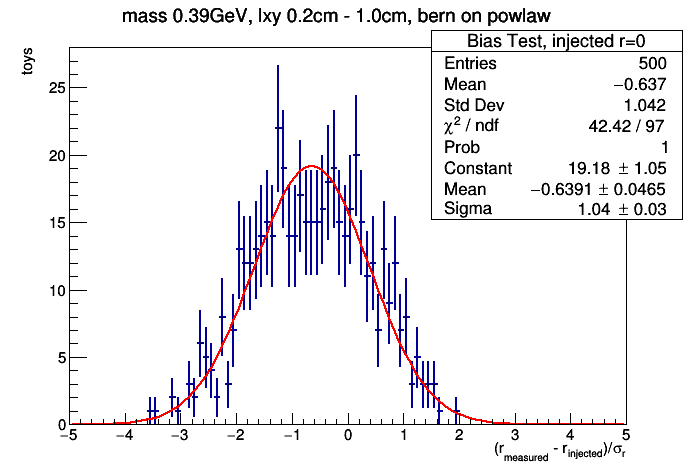 mass 0.39GeV, lxy 0.2cm - 1.0cm, bern on powlaw
Bias Test, injected r=0
Entries 500
Mean −0.637
Std Dev 1.042
χ² / ndf 42.42 / 97
Prob 1
Constant 19.18 ± 1.05
Mean −0.6391 ± 0.0465
Sigma 1.04 ± 0.03
toys
25
20
15
10
5
0
−5 −4 −3 −2 −1 0 1 2 3 4 5
(r_measured - r_injected)/σ_r